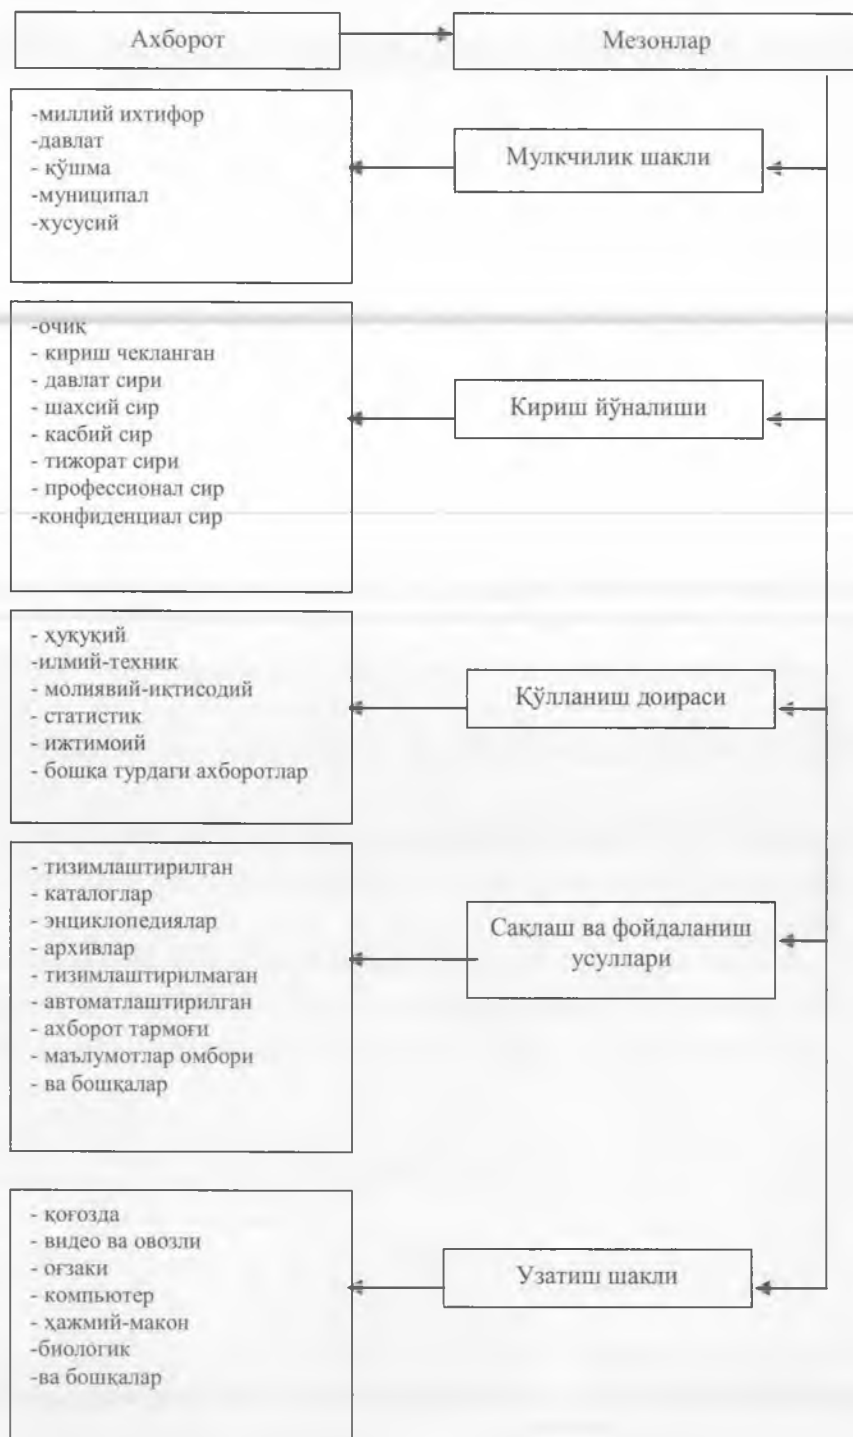 Ахборот
Мезонлар
-миллий ихтифор
-давлат
- қўшма
-муниципал
-хусусий
Мулкчилик шакли
-очиқ
- кириш чекланган
- давлат сири
- шахсий сир
- касбий сир
- тижорат сири
- профессионал сир
-конфиденциал сир
Кириш йўналиши
- ҳуқуқий
-илмий-техник
- молиявий-иқтисодий
- статистик
- ижтимоий
- бошқа турдаги ахборотлар
Қўлланиш доираси
- тизимлаштирилган
- каталоглар
- энциклопедиялар
- архивлар
- тизимлаштирилмаган
- автоматлаштирилган
- ахборот тармоғи
- маълумотлар омбори
- ва бошқалар
Сақлаш ва фойдаланиш
усуллари
- қоғозда
- видео ва овозли
- оғзаки
- компьютер
- ҳажмий-макон
-биологик
-ва бошқалар
Узатиш шакли